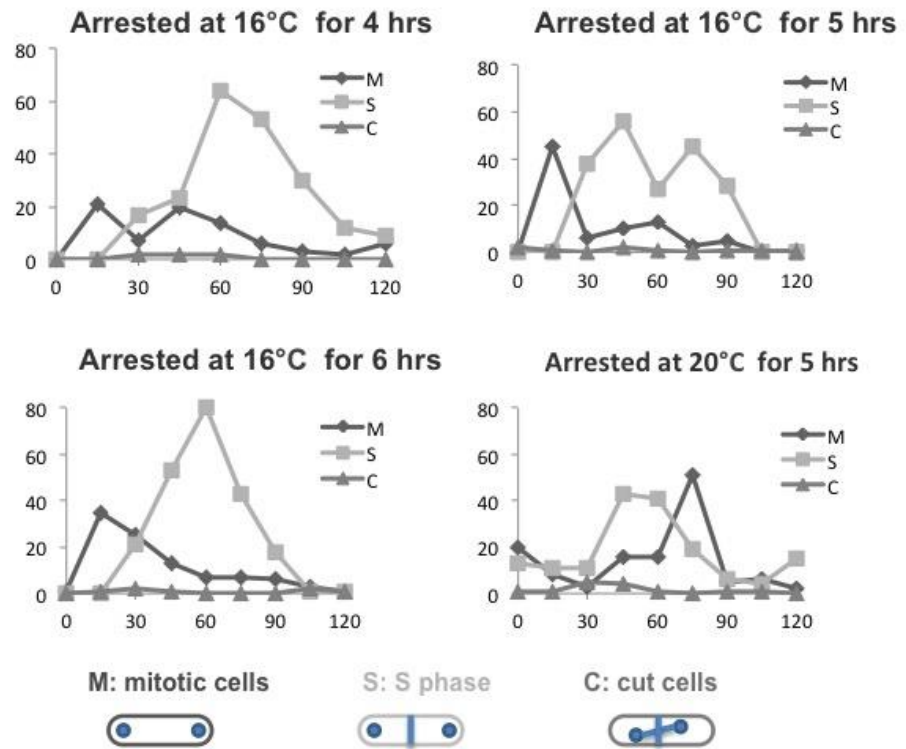 Arrested at 16°C for 4 hrs
80
60
40
20
0
0 30 60 90 120
M
S
C
Arrested at 16°C for 5 hrs
80
60
40
20
0
0 30 60 90 120
M
S
C
Arrested at 16°C for 6 hrs
80
60
40
20
0
0 30 60 90 120
M
S
C
Arrested at 20°C for 5 hrs
80
60
40
20
0
0 30 60 90 120
M
S
C
M: mitotic cells S: S phase C: cut cells